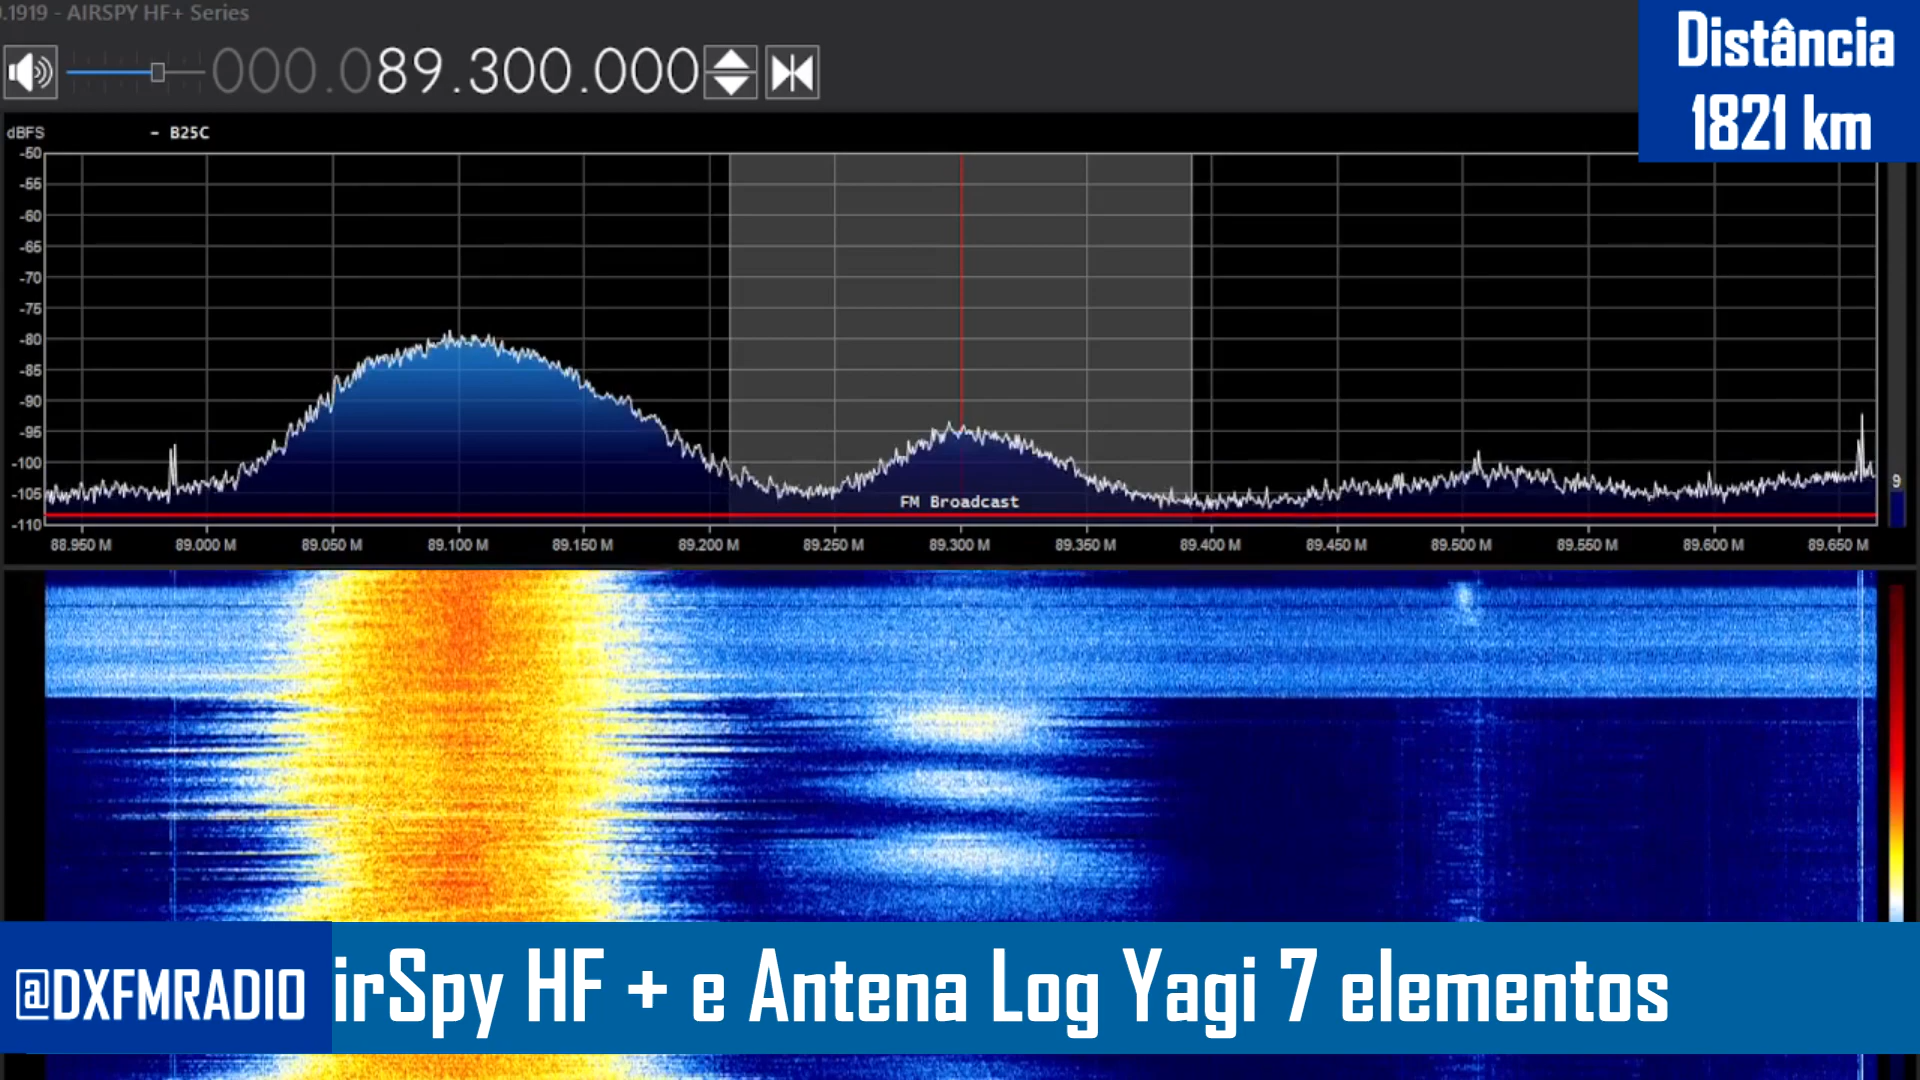 .1919 - AIRSPY HF+ Series
000.089.300.000
Distância
1821 km
dBFS
- B25C
-50
-55
-60
-65
-70
-75
-80
-85
-90
-95
-100
-105
-110
9
FM Broadcast
88.950 M 89.000 M 89.050 M 89.100 M 89.150 M 89.200 M 89.250 M 89.300 M 89.350 M 89.400 M 89.450 M 89.500 M 89.550 M 89.600 M 89.650 M
@DXFMRADIO
irSpy HF + e Antena Log Yagi 7 elementos